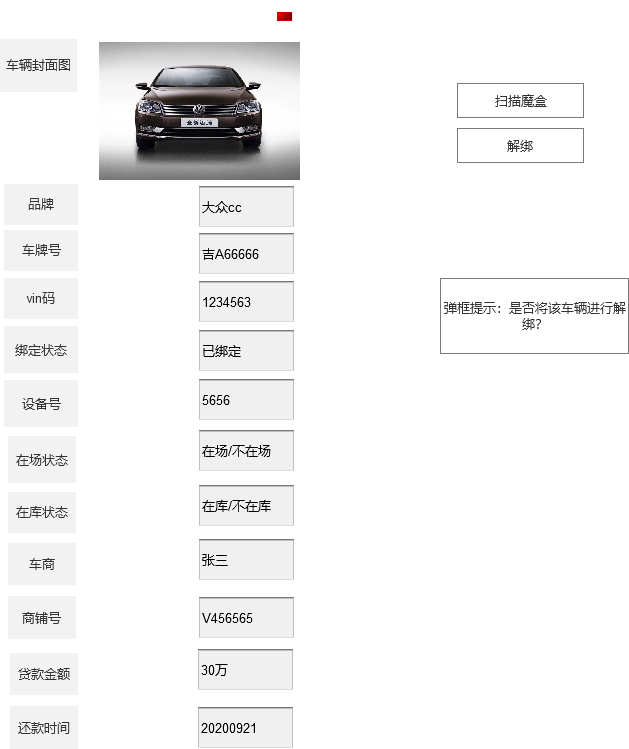 车辆封面图
扫描魔盒
解绑
品牌
大众cc
车牌号
吉A66666
vin码
1234563
弹框提示：是否将该车辆进行解
绑？
绑定状态
已绑定
设备号
5656
在场状态
在场/不在场
在库状态
在库/不在库
车商
张三
商铺号
V456565
贷款金额
30万
还款时间
20200921